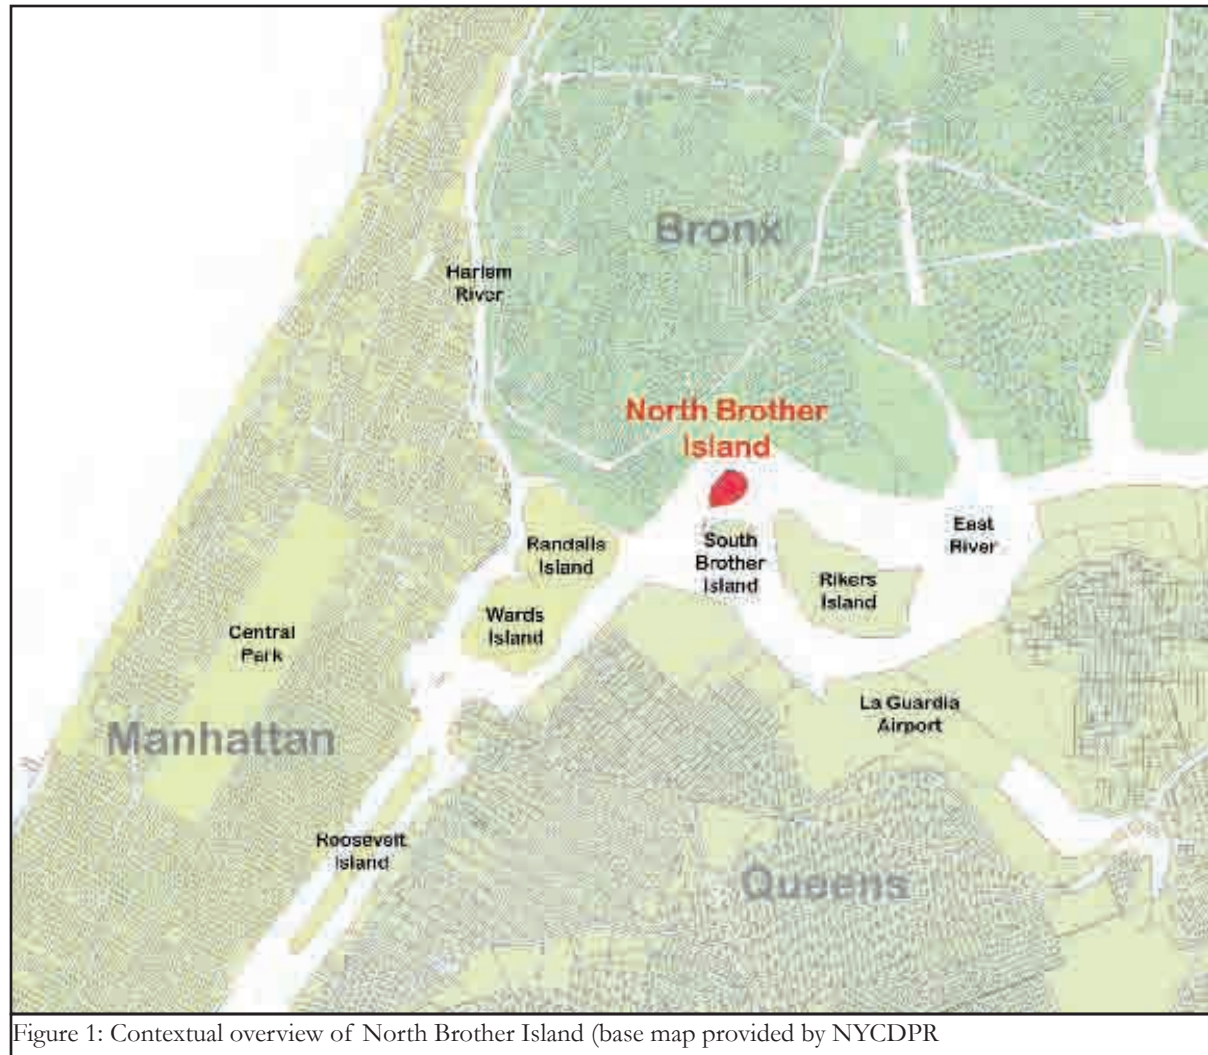 Bronx
Harlem
River
North Brother
Island
East
River
South
Brother
Island
Randalls
Island
Rikers
Island
Wards
Island
Central
Park
La Guardia
Airport
Manhattan
Roosevelt
Island
Queens
Figure 1: Contextual overview of North Brother Island (base map provided by NYCDPR